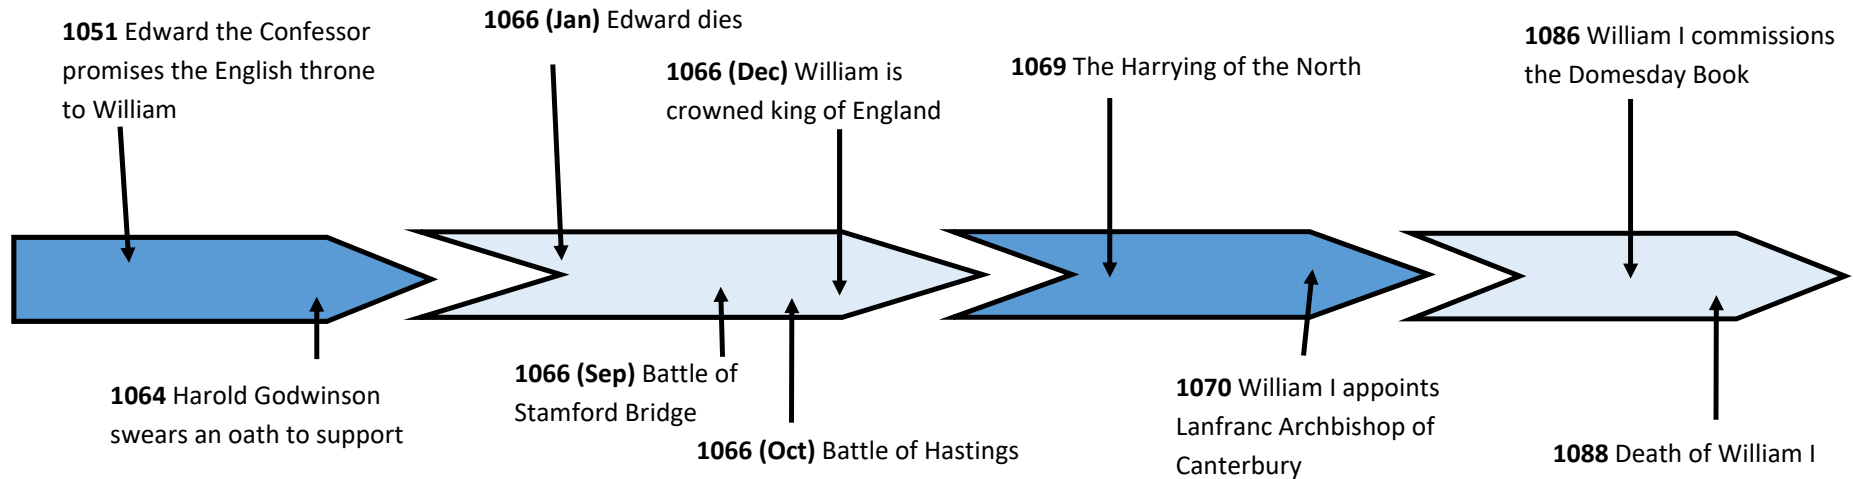 1051 Edward the Confessor
promises the English throne
to William
1066 (Jan) Edward dies
1066 (Dec) William is
crowned king of England
1069 The Harrying of the North
1086 William I commissions
the Domesday Book
1064 Harold Godwinson
swears an oath to support
1066 (Sep) Battle of
Stamford Bridge
1066 (Oct) Battle of Hastings
1070 William I appoints
Lanfranc Archbishop of
Canterbury
1088 Death of William I